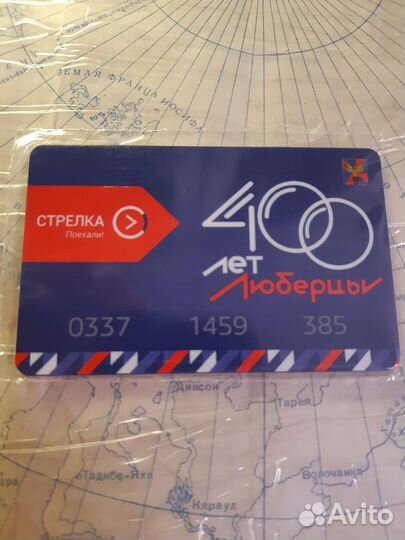 ЗЕМЛЯ ФРАНЦА ИОСИФА
СТРЕЛКА
Поехали!
400
лет
Люберцы
0337 1459 385
Диксон
Тарея
Тадибе-Яха
Волочанка
Караул
Avito